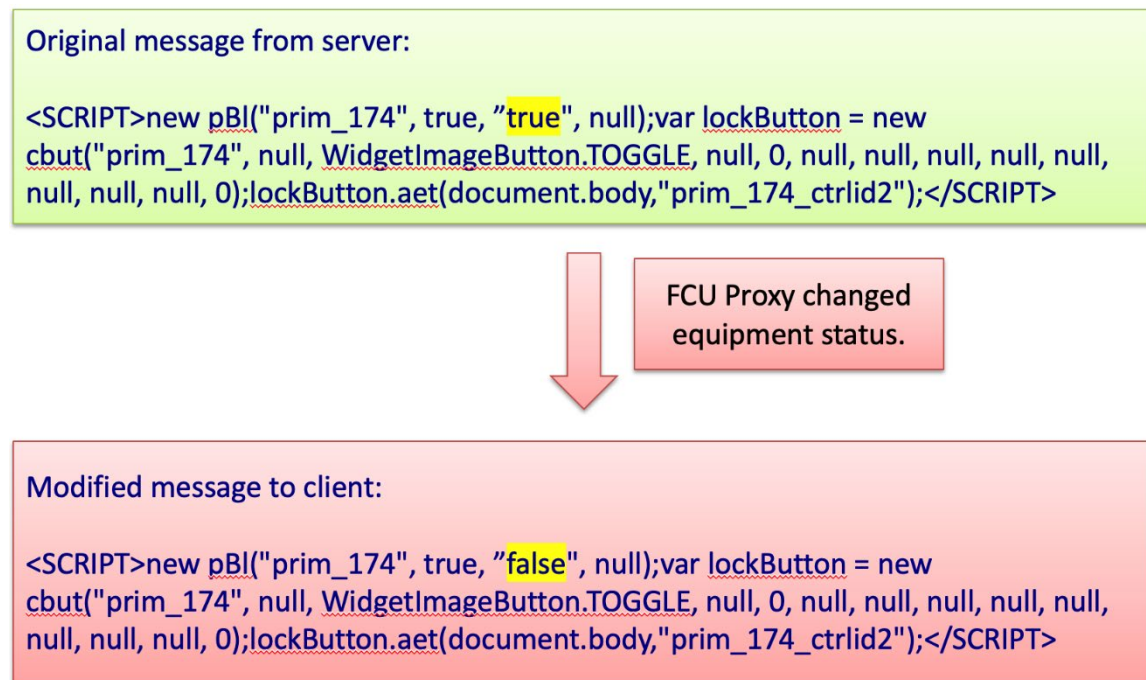 Original message from server:
<SCRIPT>new pBl("prim_174", true, ”true", null);var lockButton = new
cbut("prim_174", null, WidgetImageButton.TOGGLE, null, 0, null, null, null, null, null,
null, null, null, 0);lockButton.aet(document.body,"prim_174_ctrlid2");</SCRIPT>
FCU Proxy changed
equipment status.
Modified message to client:
<SCRIPT>new pBl("prim_174", true, ”false", null);var lockButton = new
cbut("prim_174", null, WidgetImageButton.TOGGLE, null, 0, null, null, null, null, null,
null, null, null, 0);lockButton.aet(document.body,"prim_174_ctrlid2");</SCRIPT>